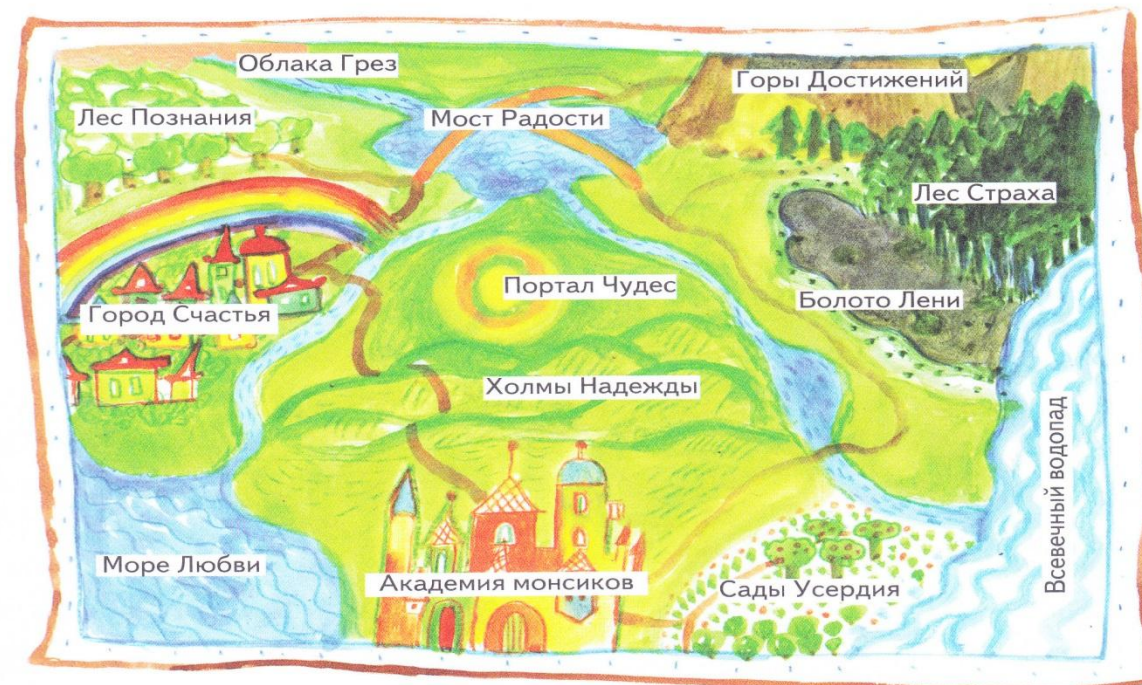 Облака Грез
Горы Достижений
Лес Познания
Мост Радости
Лес Страха
Портал Чудес
Болото Лени
Город Счастья
Холмы Надежды
Всевечный водопад
Море Любви
Академия монсиков
Сады Усердия